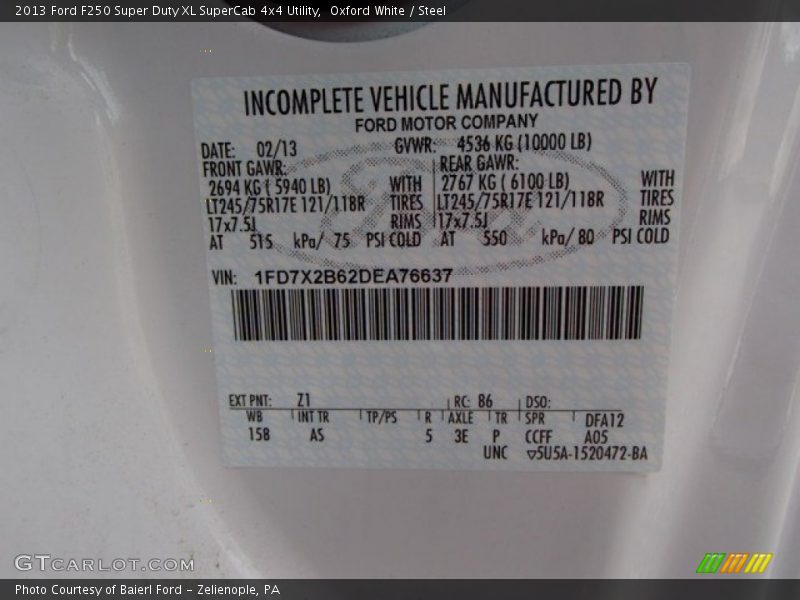 2013 Ford F250 Super Duty XL SuperCab 4x4 Utility,  Oxford White / Steel
INCOMPLETE VEHICLE MANUFACTURED BY
FORD MOTOR COMPANY
DATE: 02/13 GVWR: 4536 KG (10000 LB)
FRONT GAWR: REAR GAWR:
2694 KG ( 5940 LB) WITH 2767 KG ( 6100 LB) WITH
LT245/75R17E 121/118R TIRES LT245/75R17E 121/118R TIRES
17x7.5J RIMS 17x7.5J RIMS
AT 515 kPa/ 75 PSI COLD AT 550 kPa/ 80 PSI COLD
VIN: 1FD7X2B62DEA76637
EXT PNT: Z1 RC: 86 DSO:
WB INT TR TP/PS R AXLE TR SPR DFA12
158 AS 5 3E P CCFF A05
UNC ▽5U5A-1520472-BA
GTCARLOT.COM
Photo Courtesy of Baierl Ford - Zelienople, PA